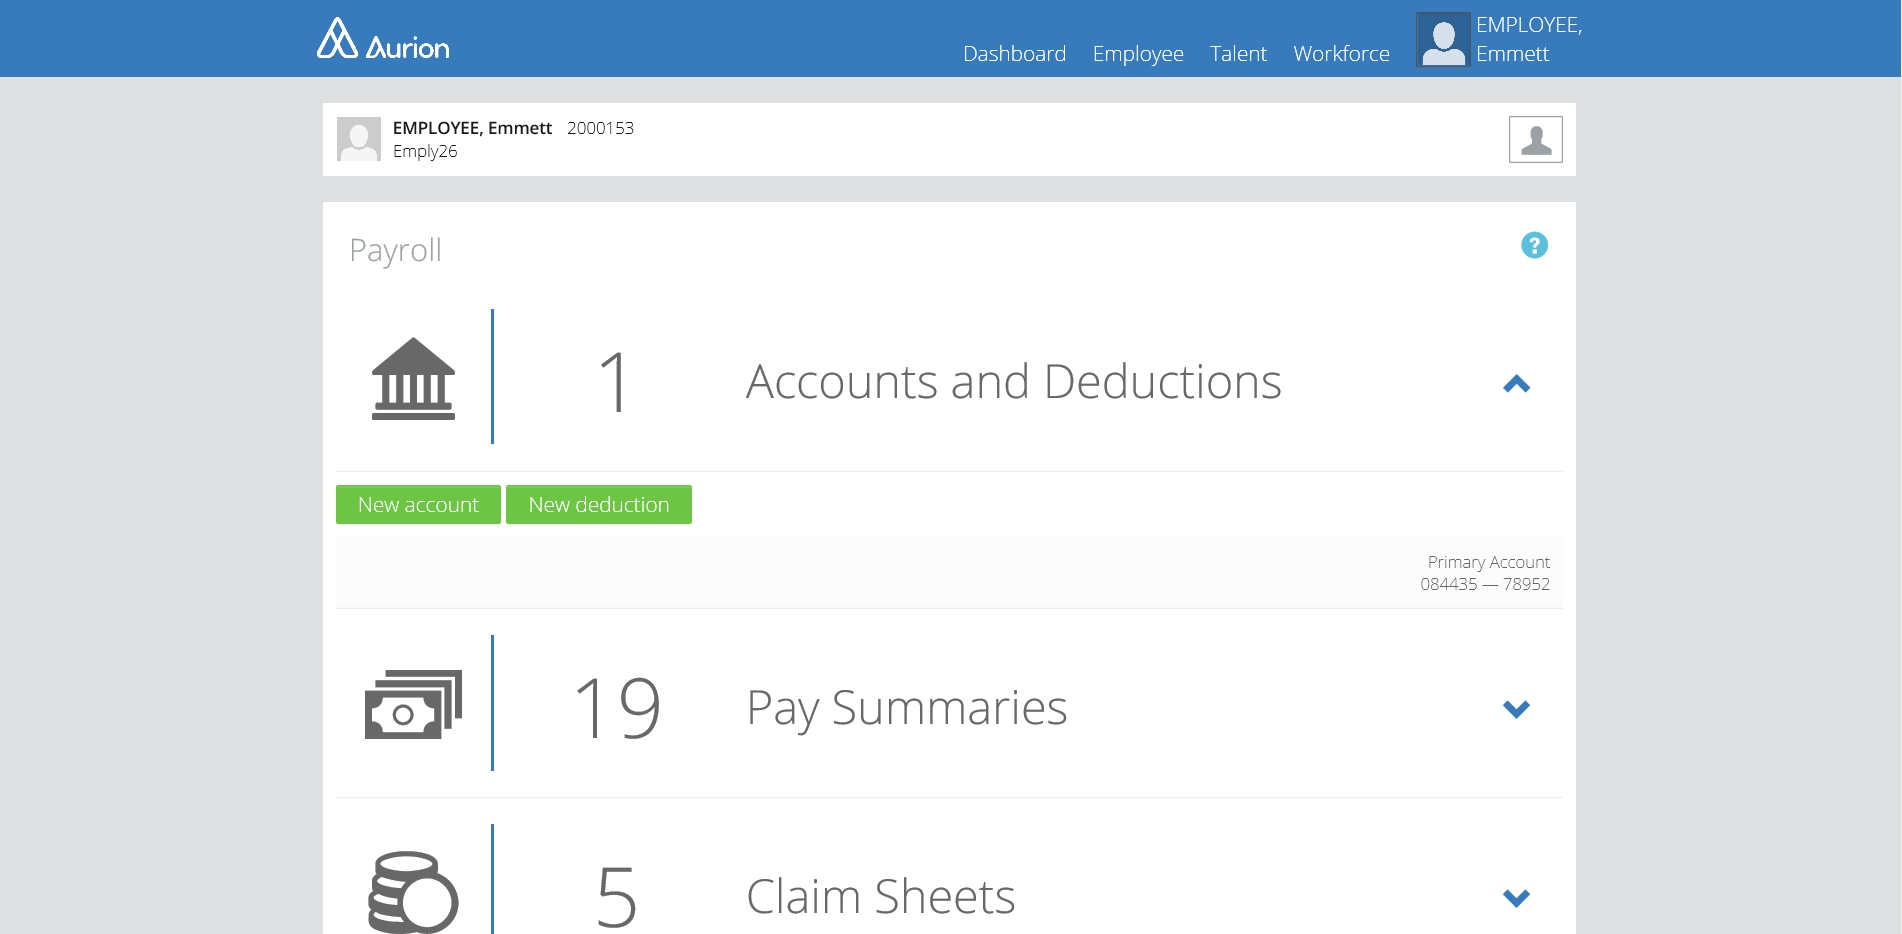 Aurion
Dashboard Employee Talent Workforce
EMPLOYEE,
Emmett
EMPLOYEE, Emmett 2000153
Emply26
Payroll
?
1 Accounts and Deductions
New account New deduction
Primary Account
084435 — 78952
19 Pay Summaries
5 Claim Sheets